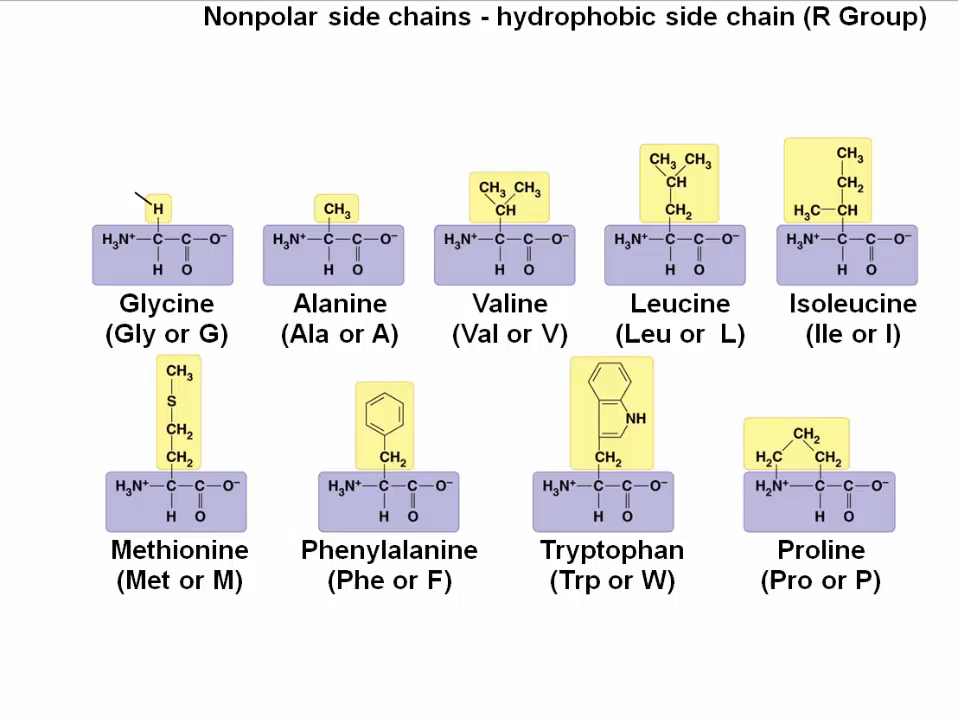 Nonpolar side chains - hydrophobic side chain (R Group)
CH₃
CH₃ CH₃
CH₂
CH₃ CH₃
CH
H
CH₃
CH
CH₂
H₃C—CH
H₃N⁺—C—C—O⁻
H₃N⁺—C—C—O⁻
H₃N⁺—C—C—O⁻
H₃N⁺—C—C—O⁻
H₃N⁺—C—C—O⁻
H O
H O
H O
H O
H O
Glycine
(Gly or G)
Alanine
(Ala or A)
Valine
(Val or V)
Leucine
(Leu or L)
Isoleucine
(Ile or I)
CH₃
S
CH₂
CH₂
CH₂
NH
CH₂
CH₂
H₂C CH₂
H₃N⁺—C—C—O⁻
H₃N⁺—C—C—O⁻
H₃N⁺—C—C—O⁻
H₂N⁺—C—C—O⁻
H O
H O
H O
H O
Methionine
(Met or M)
Phenylalanine
(Phe or F)
Tryptophan
(Trp or W)
Proline
(Pro or P)